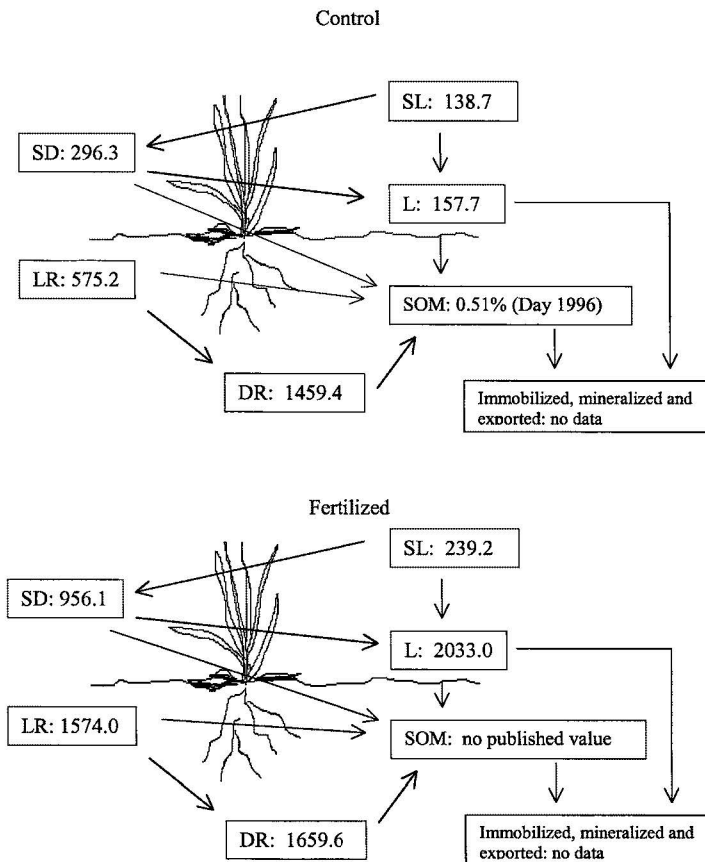 Control
SL: 138.7
SD: 296.3
L: 157.7
LR: 575.2
SOM: 0.51% (Day 1996)
DR: 1459.4
Immobilized, mineralized and
exported: no data
Fertilized
SL: 239.2
SD: 956.1
L: 2033.0
LR: 1574.0
SOM: no published value
DR: 1659.6
Immobilized, mineralized and
exported: no data